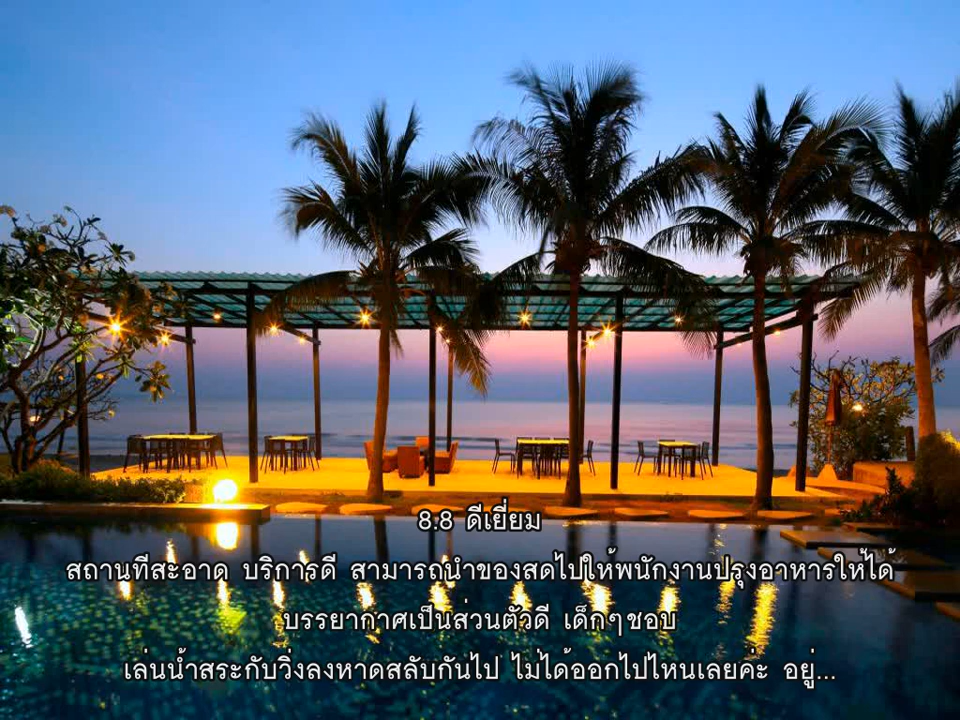 8.8 ดีเยี่ยม
สถานที่สะอาด บริการดี สามารถนำของสดไปให้พนักงานปรุงอาหารให้ได้
บรรยากาศเป็นส่วนตัวดี เด็กๆชอบ
เล่นน้ำสระกับวิ่งลงหาดสลับกันไป ไม่ได้ออกไปไหนเลยค่ะ อยู่...